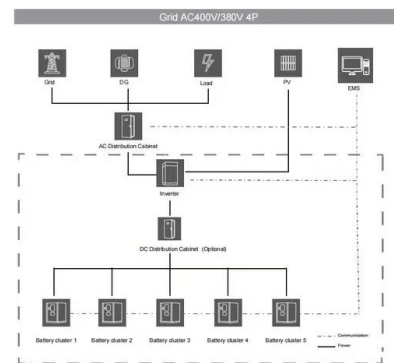 Grid AC400V/380V 4P
Grid
DG
Load
PV
EMS
AC Distribution Cabinet
Inverter
DC Distribution Cabinet (Optional)
Battery cluster 1
Battery cluster 2
Battery cluster 3
Battery cluster 4
Battery cluster 5
Communication
Power